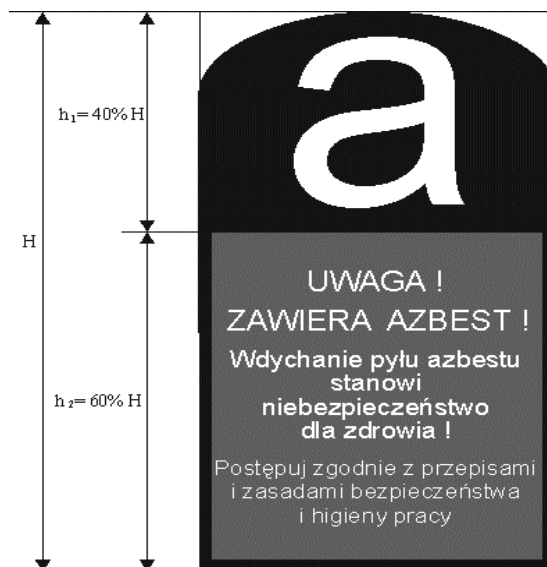 a
h₁= 40% H
H
UWAGA !
ZAWIERA AZBEST !
Wdychanie pyłu azbestu
stanowi
niebezpieczeństwo
dla zdrowia !
h₂= 60% H
Postępuj zgodnie z przepisami
i zasadami bezpieczeństwa
i higieny pracy